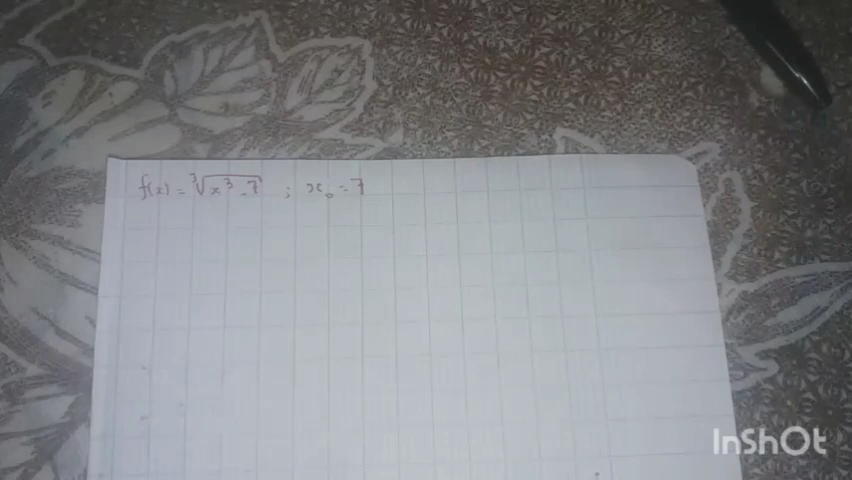 f(x) = ∛(x³ - 7) ; x₀ = 7
InShOt